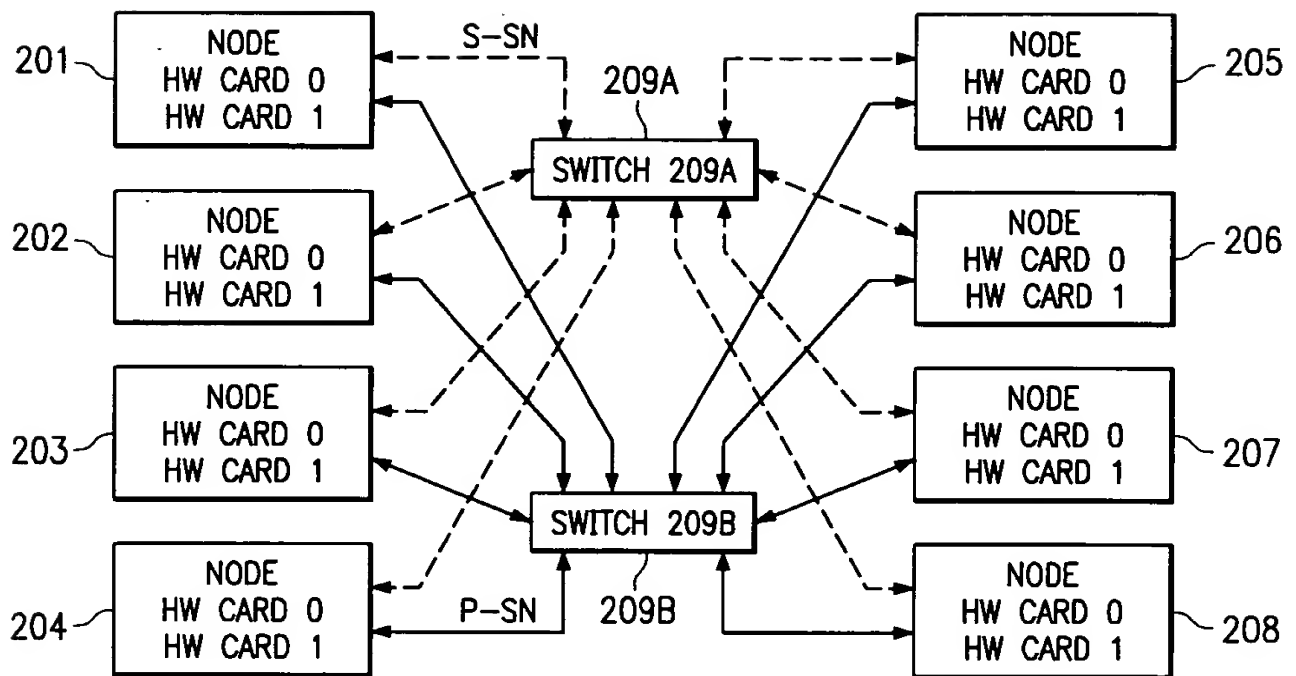 201
NODE
HW CARD 0
HW CARD 1
S-SN
209A
NODE
HW CARD 0
HW CARD 1
205
SWITCH 209A
202
NODE
HW CARD 0
HW CARD 1
NODE
HW CARD 0
HW CARD 1
206
203
NODE
HW CARD 0
HW CARD 1
NODE
HW CARD 0
HW CARD 1
207
SWITCH 209B
204
NODE
HW CARD 0
HW CARD 1
P-SN
209B
NODE
HW CARD 0
HW CARD 1
208